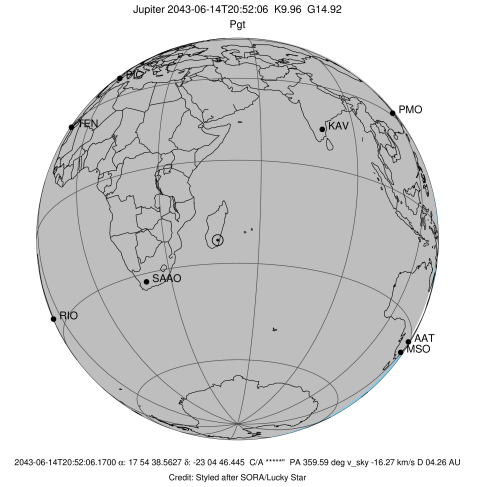 Jupiter 2043-06-14T20:52:06 K9.96 G14.92
Pgt
PIC
TEN
KAV
PMO
SAAO
RIO
AAT
MSO
2043-06-14T20:52:06.1700 α: 17 54 38.5627 δ: -23 04 46.445 C/A *****" PA 359.59 deg v_sky -16.27 km/s D 04.26 AU
Credit: Styled after SORA/Lucky Star